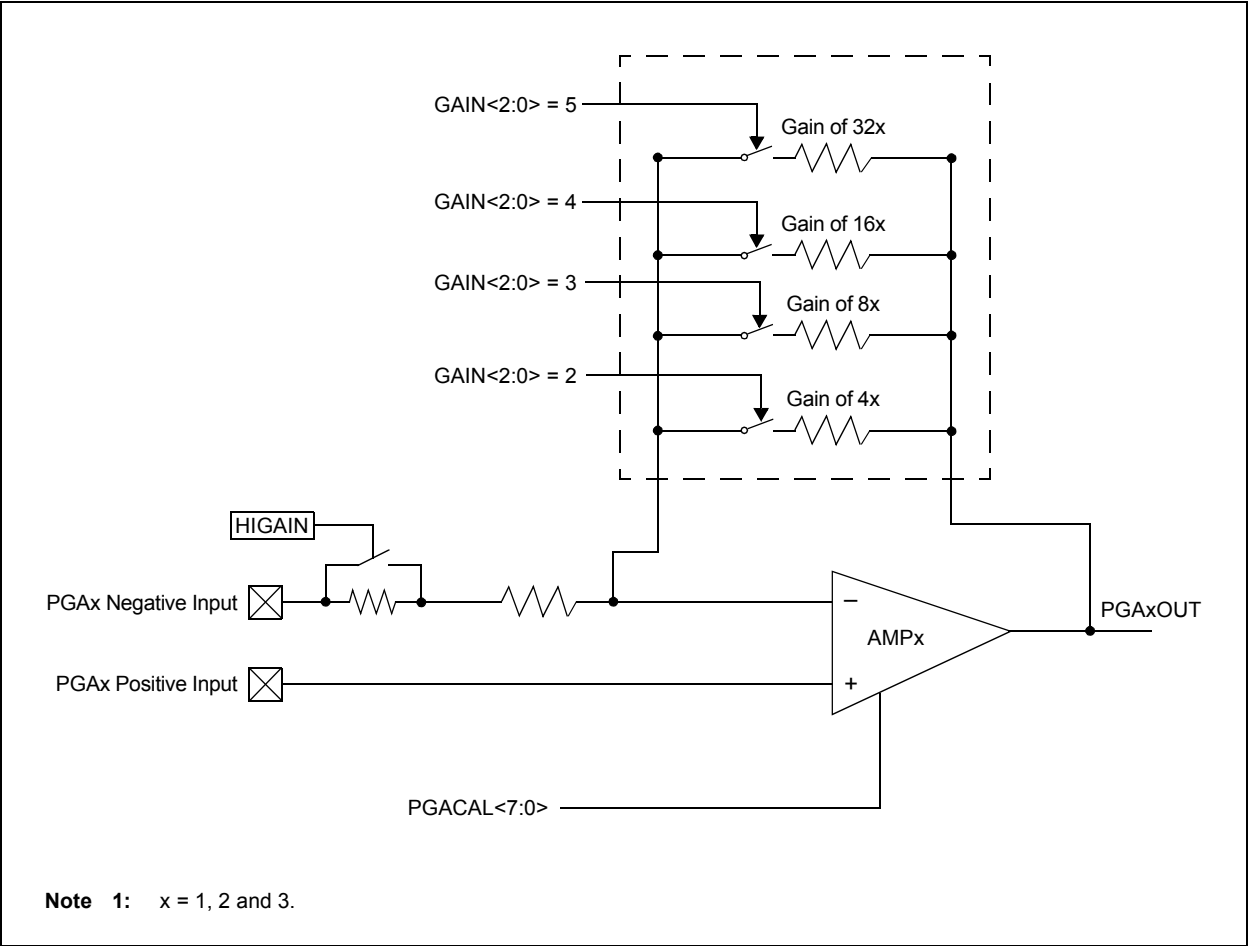 GAIN<2:0> = 5
Gain of 32x
GAIN<2:0> = 4
Gain of 16x
GAIN<2:0> = 3
Gain of 8x
GAIN<2:0> = 2
Gain of 4x
HIGAIN
PGAx Negative Input
–
PGAxOUT
AMPx
PGAx Positive Input
+
PGACAL<7:0>
Note 1: x = 1, 2 and 3.